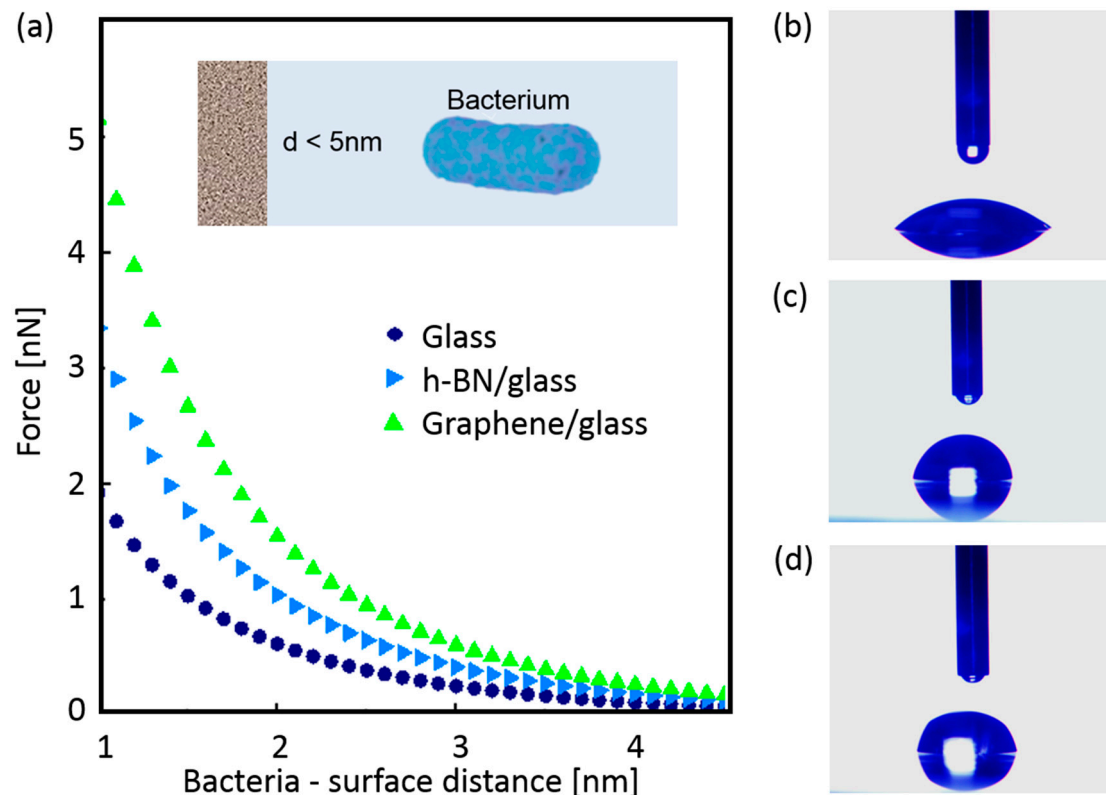 (a)
Bacterium
d < 5nm
Glass
h-BN/glass
Graphene/glass
Force [nN]
5
4
3
2
1
0
1 2 3 4
Bacteria - surface distance [nm]
(b)
(c)
(d)